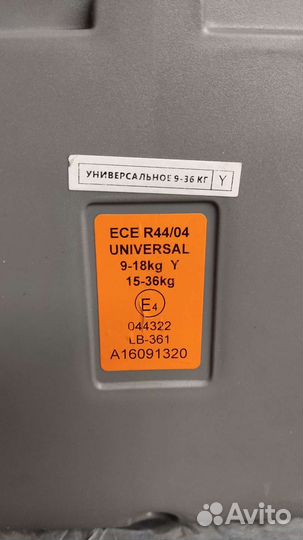 УНИВЕРСАЛЬНОЕ 9-36 КГ Y
ECE R44/04
UNIVERSAL
9-18kg Y
15-36kg
E4
044322
LB-361
A16091320
Avito